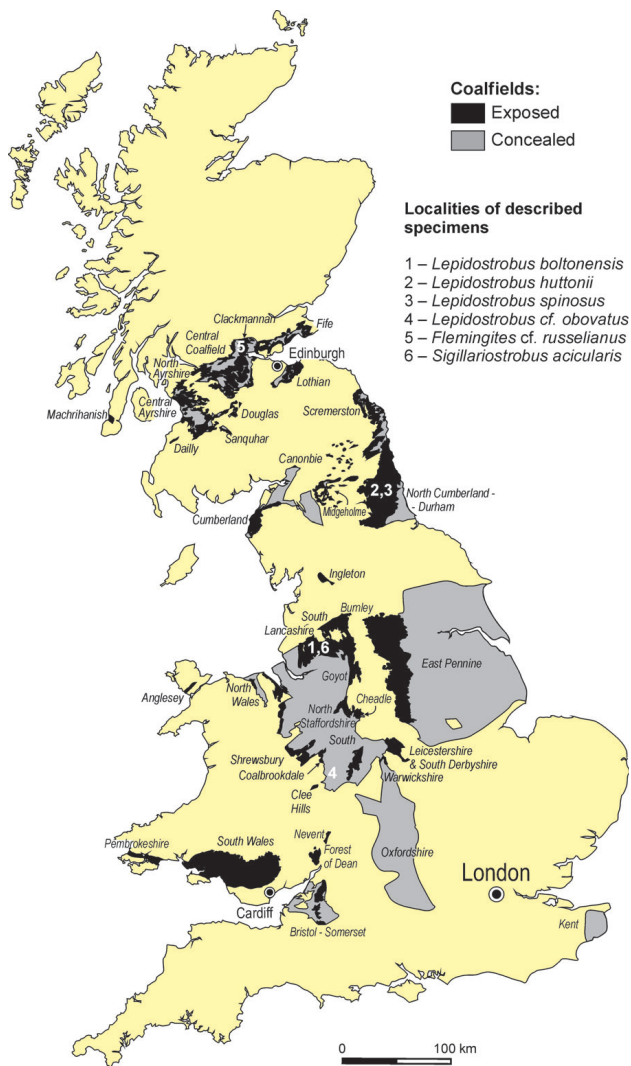 Coalfields:
Exposed
Concealed
Localities of described
specimens
1 – Lepidostrobus boltonensis
2 – Lepidostrobus huttonii
3 – Lepidostrobus spinosus
4 – Lepidostrobus cf. obovatus
5 – Flemingites cf. russelianus
6 – Sigillariostrobus acicularis
Clackmannan
Fife
Central
Coalfield
5
Edinburgh
North
Ayrshire
Lothian
Central
Ayrshire
Douglas
Scremerston
Machrihanish
Sanquhar
Dailly
Canonbie
2,3
North Cumberland -
- Durham
Midgeholme
Cumberland
Ingleton
South
Lancashire
Burnley
1,6
East Pennine
Goyot
Anglesey
North
Wales
Cheadle
North
Staffordshire
South
Leicestershire
& South Derbyshire
Shrewsbury
Coalbrookdale
Warwickshire
4
Clee
Hills
Nevent
Pembrokeshire
South Wales
Forest
of Dean
Oxfordshire
London
Cardiff
Kent
Bristol - Somerset
0
100 km